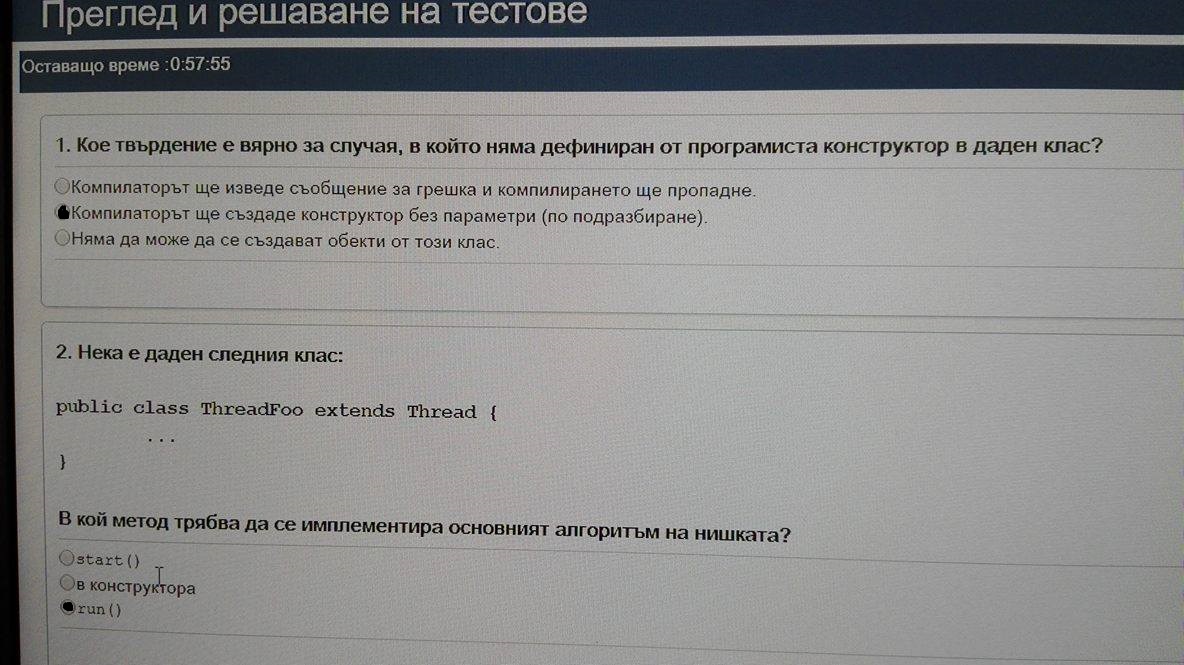 Преглед и решаване на тестове
Оставащо време :0:57:55
1. Кое твърдение е вярно за случая, в който няма дефиниран от програмиста конструктор в даден клас?
Компилаторът ще изведе съобщение за грешка и компилирането ще пропадне.
Компилаторът ще създаде конструктор без параметри (по подразбиране).
Няма да може да се създават обекти от този клас.
2. Нека е даден следния клас:
public class ThreadFoo extends Thread {
...
}
В кой метод трябва да се имплементира основният алгоритъм на нишката?
start()
в конструктора
run()